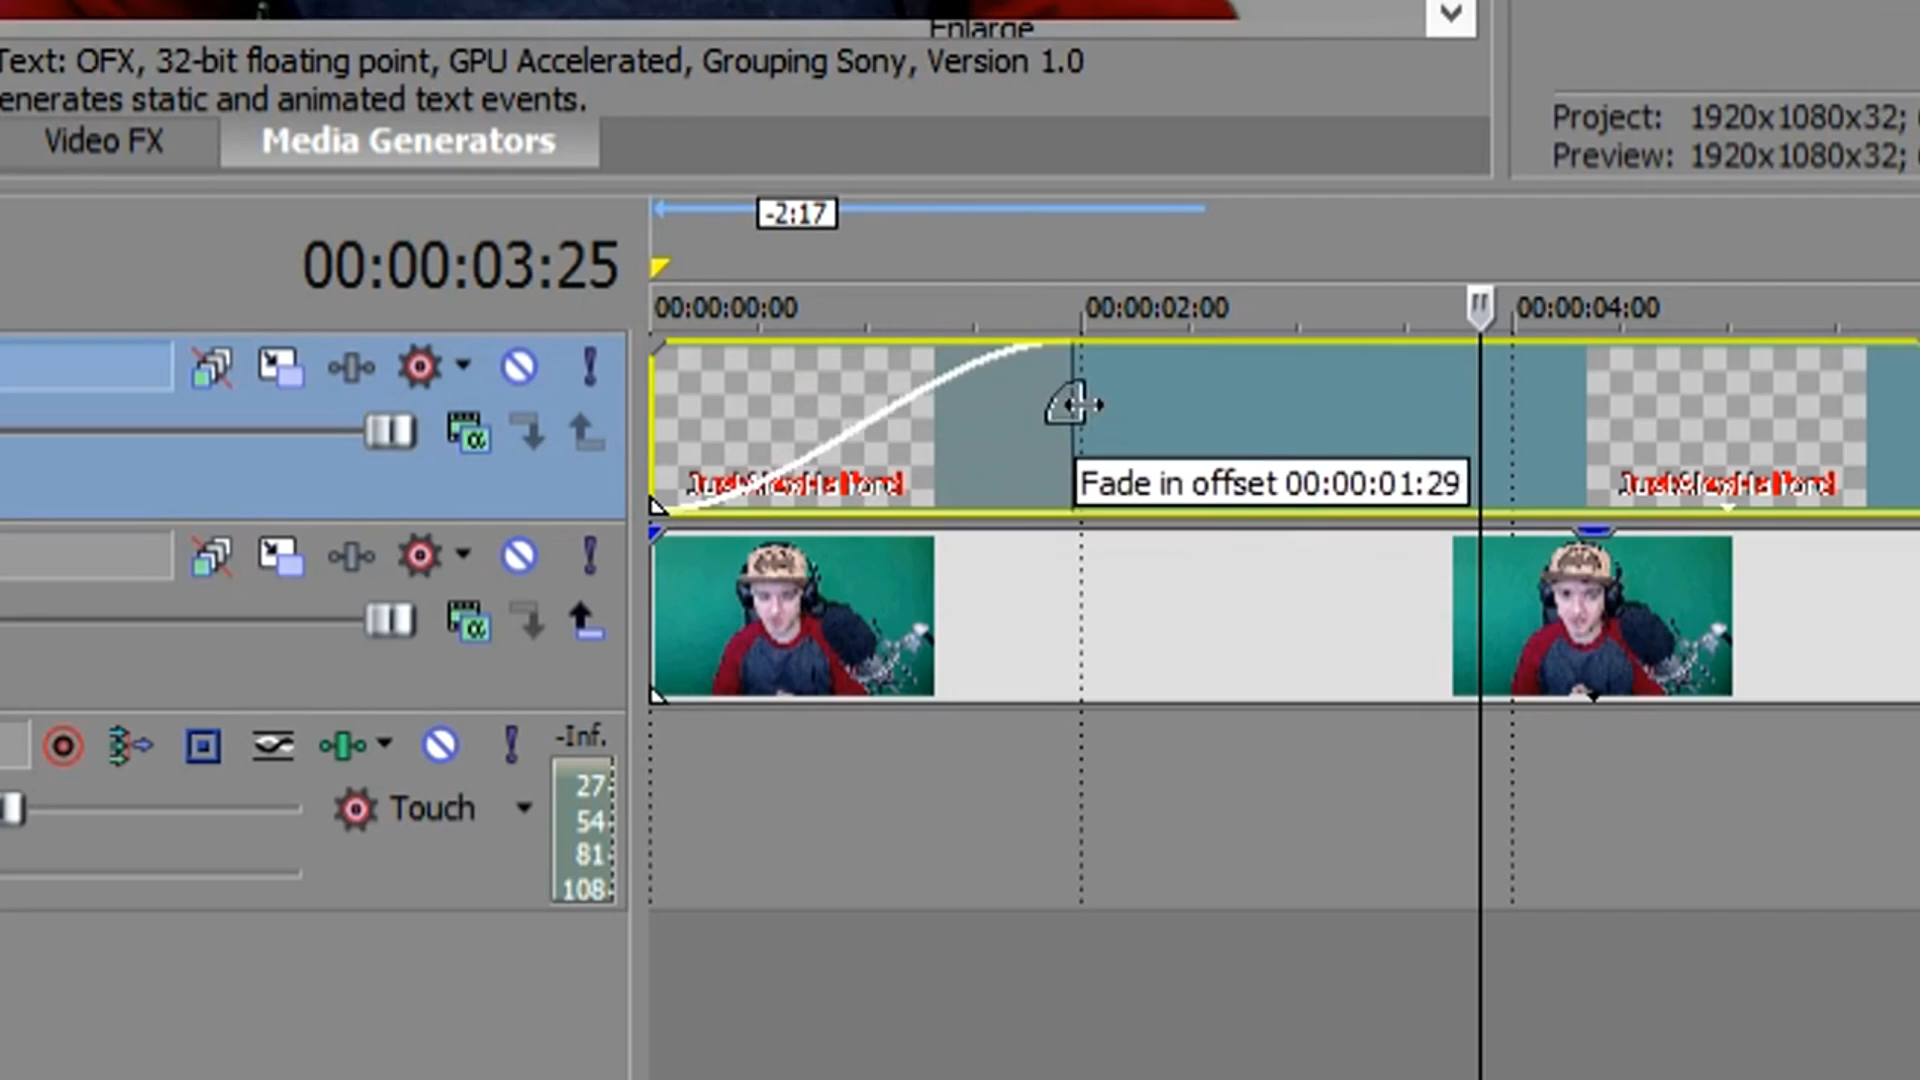 Enlarge
Text: OFX, 32-bit floating point, GPU Accelerated, Grouping Sony, Version 1.0
enerates static and animated text events.
Video FX
Media Generators
Project: 1920x1080x32;
Preview: 1920x1080x32;
-2:17
00:00:03:25
00:00:00:00
00:00:02:00
00:00:04:00
Fade in offset 00:00:01:29
-Inf.
27
54
81
108
Touch